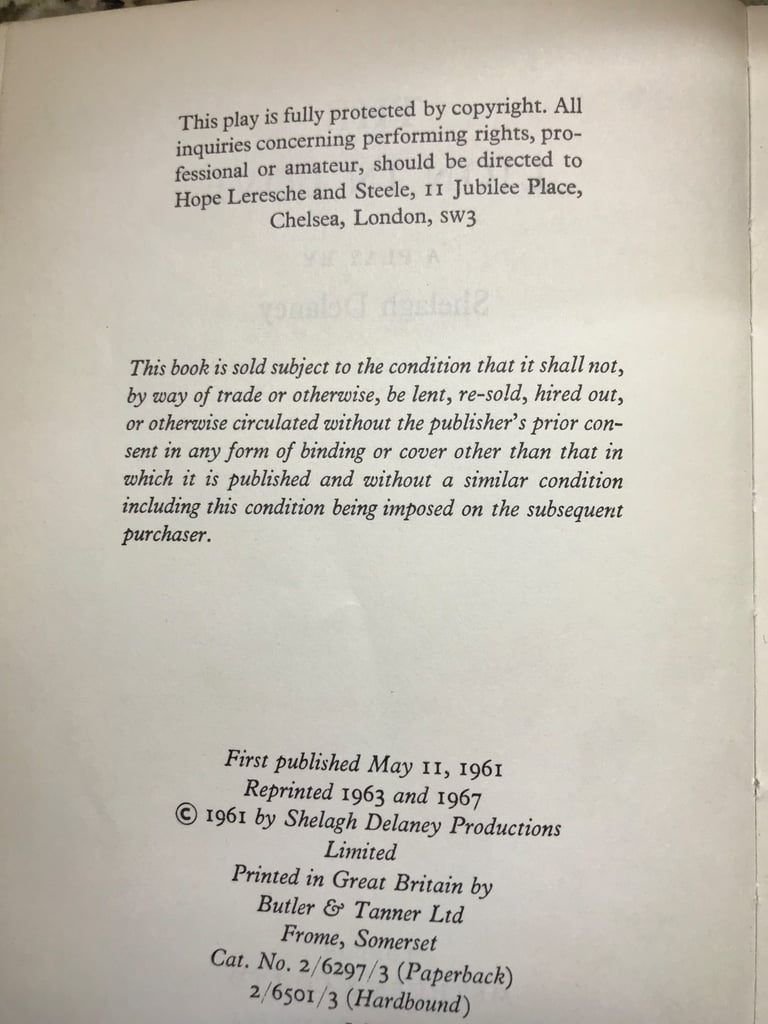 This play is fully protected by copyright. All
inquiries concerning performing rights, pro-
fessional or amateur, should be directed to
Hope Leresche and Steele, 11 Jubilee Place,
Chelsea, London, SW3
A PLAY BY
Shelagh Delaney
This book is sold subject to the condition that it shall not,
by way of trade or otherwise, be lent, re-sold, hired out,
or otherwise circulated without the publisher's prior con-
sent in any form of binding or cover other than that in
which it is published and without a similar condition
including this condition being imposed on the subsequent
purchaser.
First published May 11, 1961
Reprinted 1963 and 1967
© 1961 by Shelagh Delaney Productions
Limited
Printed in Great Britain by
Butler & Tanner Ltd
Frome, Somerset
Cat. No. 2/6297/3 (Paperback)
2/6501/3 (Hardbound)